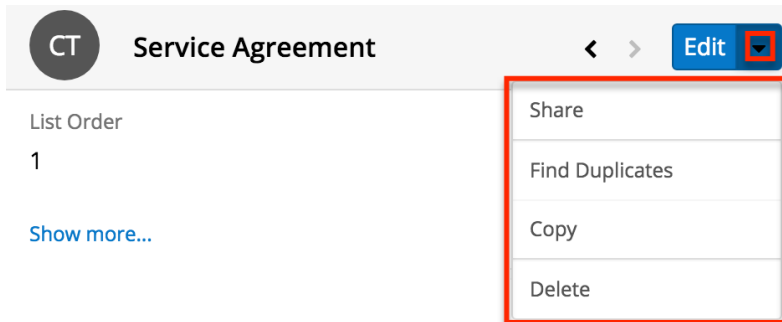 CT
Service Agreement
Edit
List Order
1
Show more...
Share
Find Duplicates
Copy
Delete